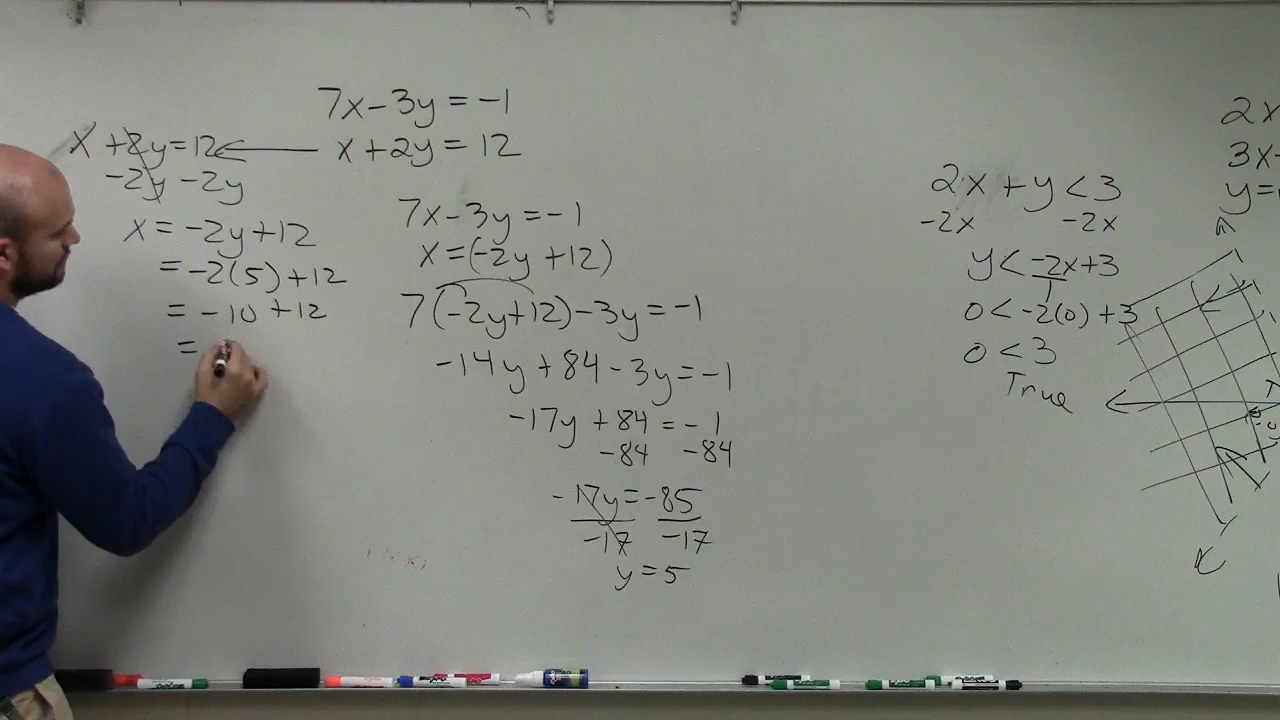 7x-3y=-1
x+2y=12
x+2y=12
-2y -2y
x=-2y+12
=-2(5)+12
=-10+12
=
7x-3y=-1
x=(-2y+12)
7(-2y+12)-3y=-1
-14y+84-3y=-1
-17y+84=-1
-84 -84
-17y=-85
-17 -17
y=5
2x+y<3
-2x -2x
y<-2x+3
1
0<-2(0)+3
0<3
True
2x
3x-
y=